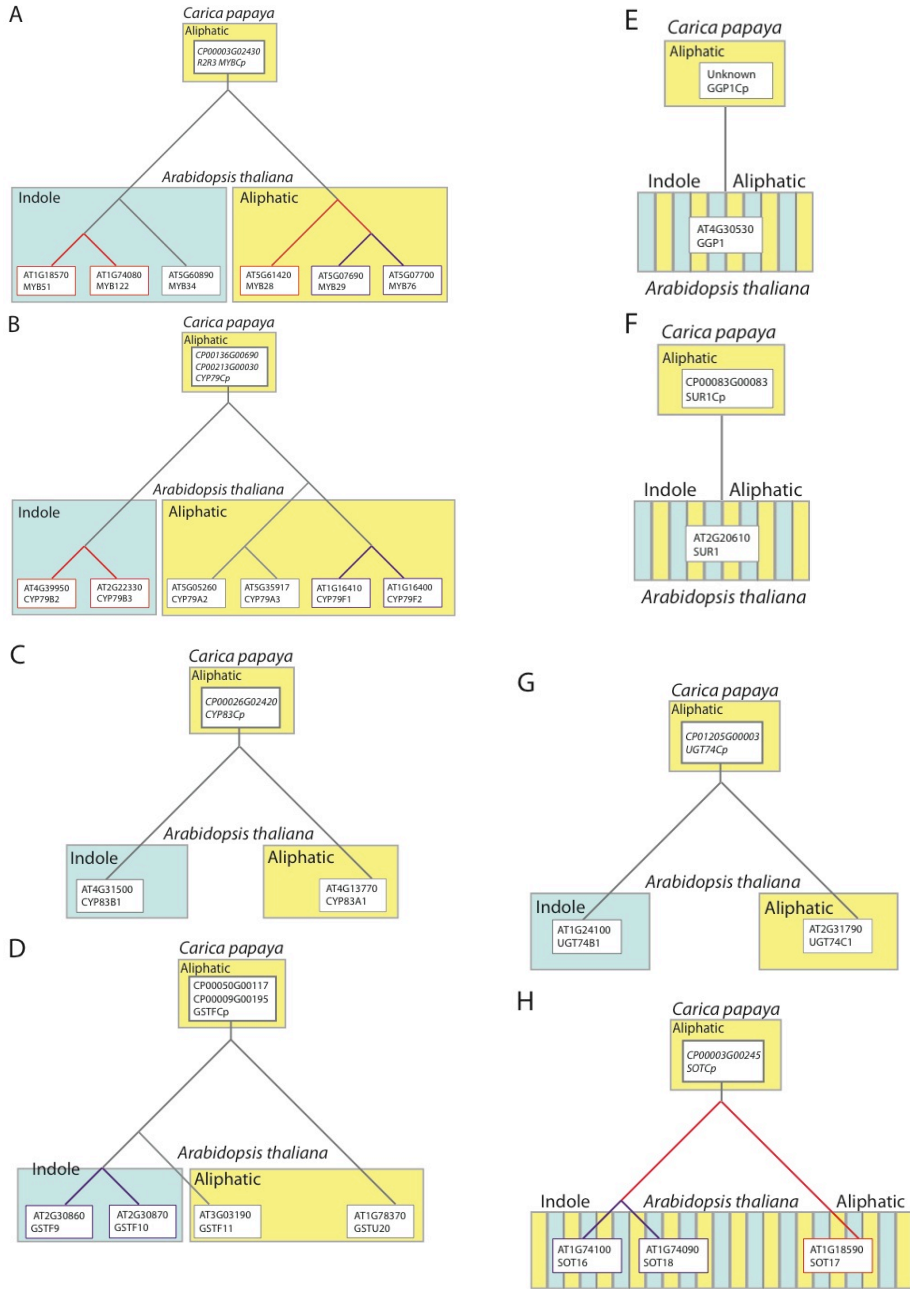 A
Carica papaya
Aliphatic
CP00003G02430
R2R3 MYBCp
Arabidopsis thaliana
Indole
Aliphatic
AT1G18570
MYB51
AT1G74080
MYB122
AT5G60890
MYB34
AT5G61420
MYB28
AT5G07690
MYB29
AT5G07700
MYB76
B
Carica papaya
Aliphatic
CP00136G00690
CP00213G00030
CYP79Cp
Arabidopsis thaliana
Indole
Aliphatic
AT4G39950
CYP79B2
AT2G22330
CYP79B3
AT5G05260
CYP79A2
AT5G35917
CYP79A3
AT1G16410
CYP79F1
AT1G16400
CYP79F2
C
Carica papaya
Aliphatic
CP00026G02420
CYP83Cp
Arabidopsis thaliana
Indole
Aliphatic
AT4G31500
CYP83B1
AT4G13770
CYP83A1
D
Carica papaya
Aliphatic
CP00050G00117
CP00009G00195
GSTFCp
Arabidopsis thaliana
Indole
Aliphatic
AT2G30860
GSTF9
AT2G30870
GSTF10
AT3G03190
GSTF11
AT1G78370
GSTU20
E
Carica papaya
Aliphatic
Unknown
GGP1Cp
Indole
Aliphatic
AT4G30530
GGP1
Arabidopsis thaliana
F
Carica papaya
Aliphatic
CP00083G00083
SUR1Cp
Indole
Aliphatic
AT2G20610
SUR1
Arabidopsis thaliana
G
Carica papaya
Aliphatic
CP01205G00003
UGT74Cp
Arabidopsis thaliana
Indole
Aliphatic
AT1G24100
UGT74B1
AT2G31790
UGT74C1
H
Carica papaya
Aliphatic
CP00003G00245
SOTCp
Indole
Arabidopsis thaliana
Aliphatic
AT1G74100
SOT16
AT1G74090
SOT18
AT1G18590
SOT17